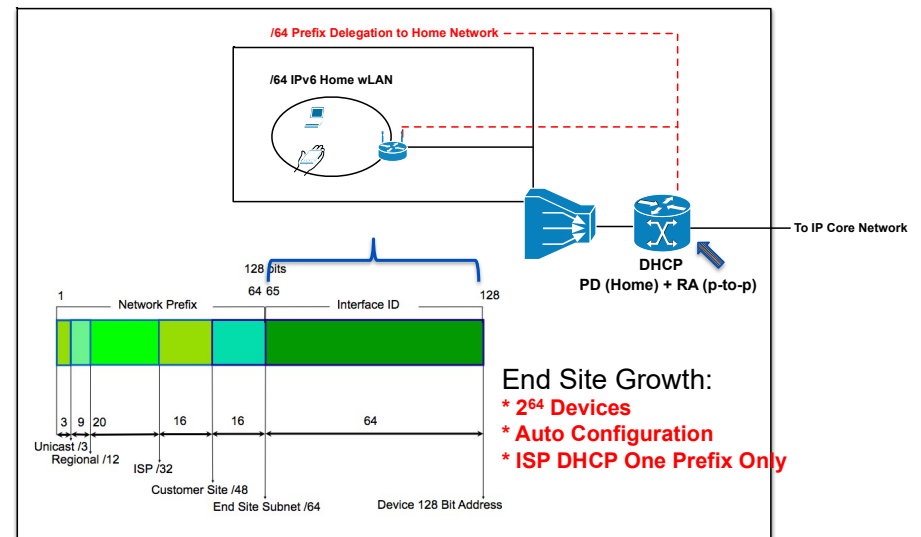 /64 Prefix Delegation to Home Network
/64 IPv6 Home wLAN
To IP Core Network
DHCP
PD (Home) + RA (p-to-p)
128 bits
1
64 65
128
Network Prefix
Interface ID
3
9
20
16
16
64
Unicast /3
Regional /12
ISP /32
Customer Site /48
End Site Subnet /64
Device 128 Bit Address
End Site Growth:
* 2⁶⁴ Devices
* Auto Configuration
* ISP DHCP One Prefix Only